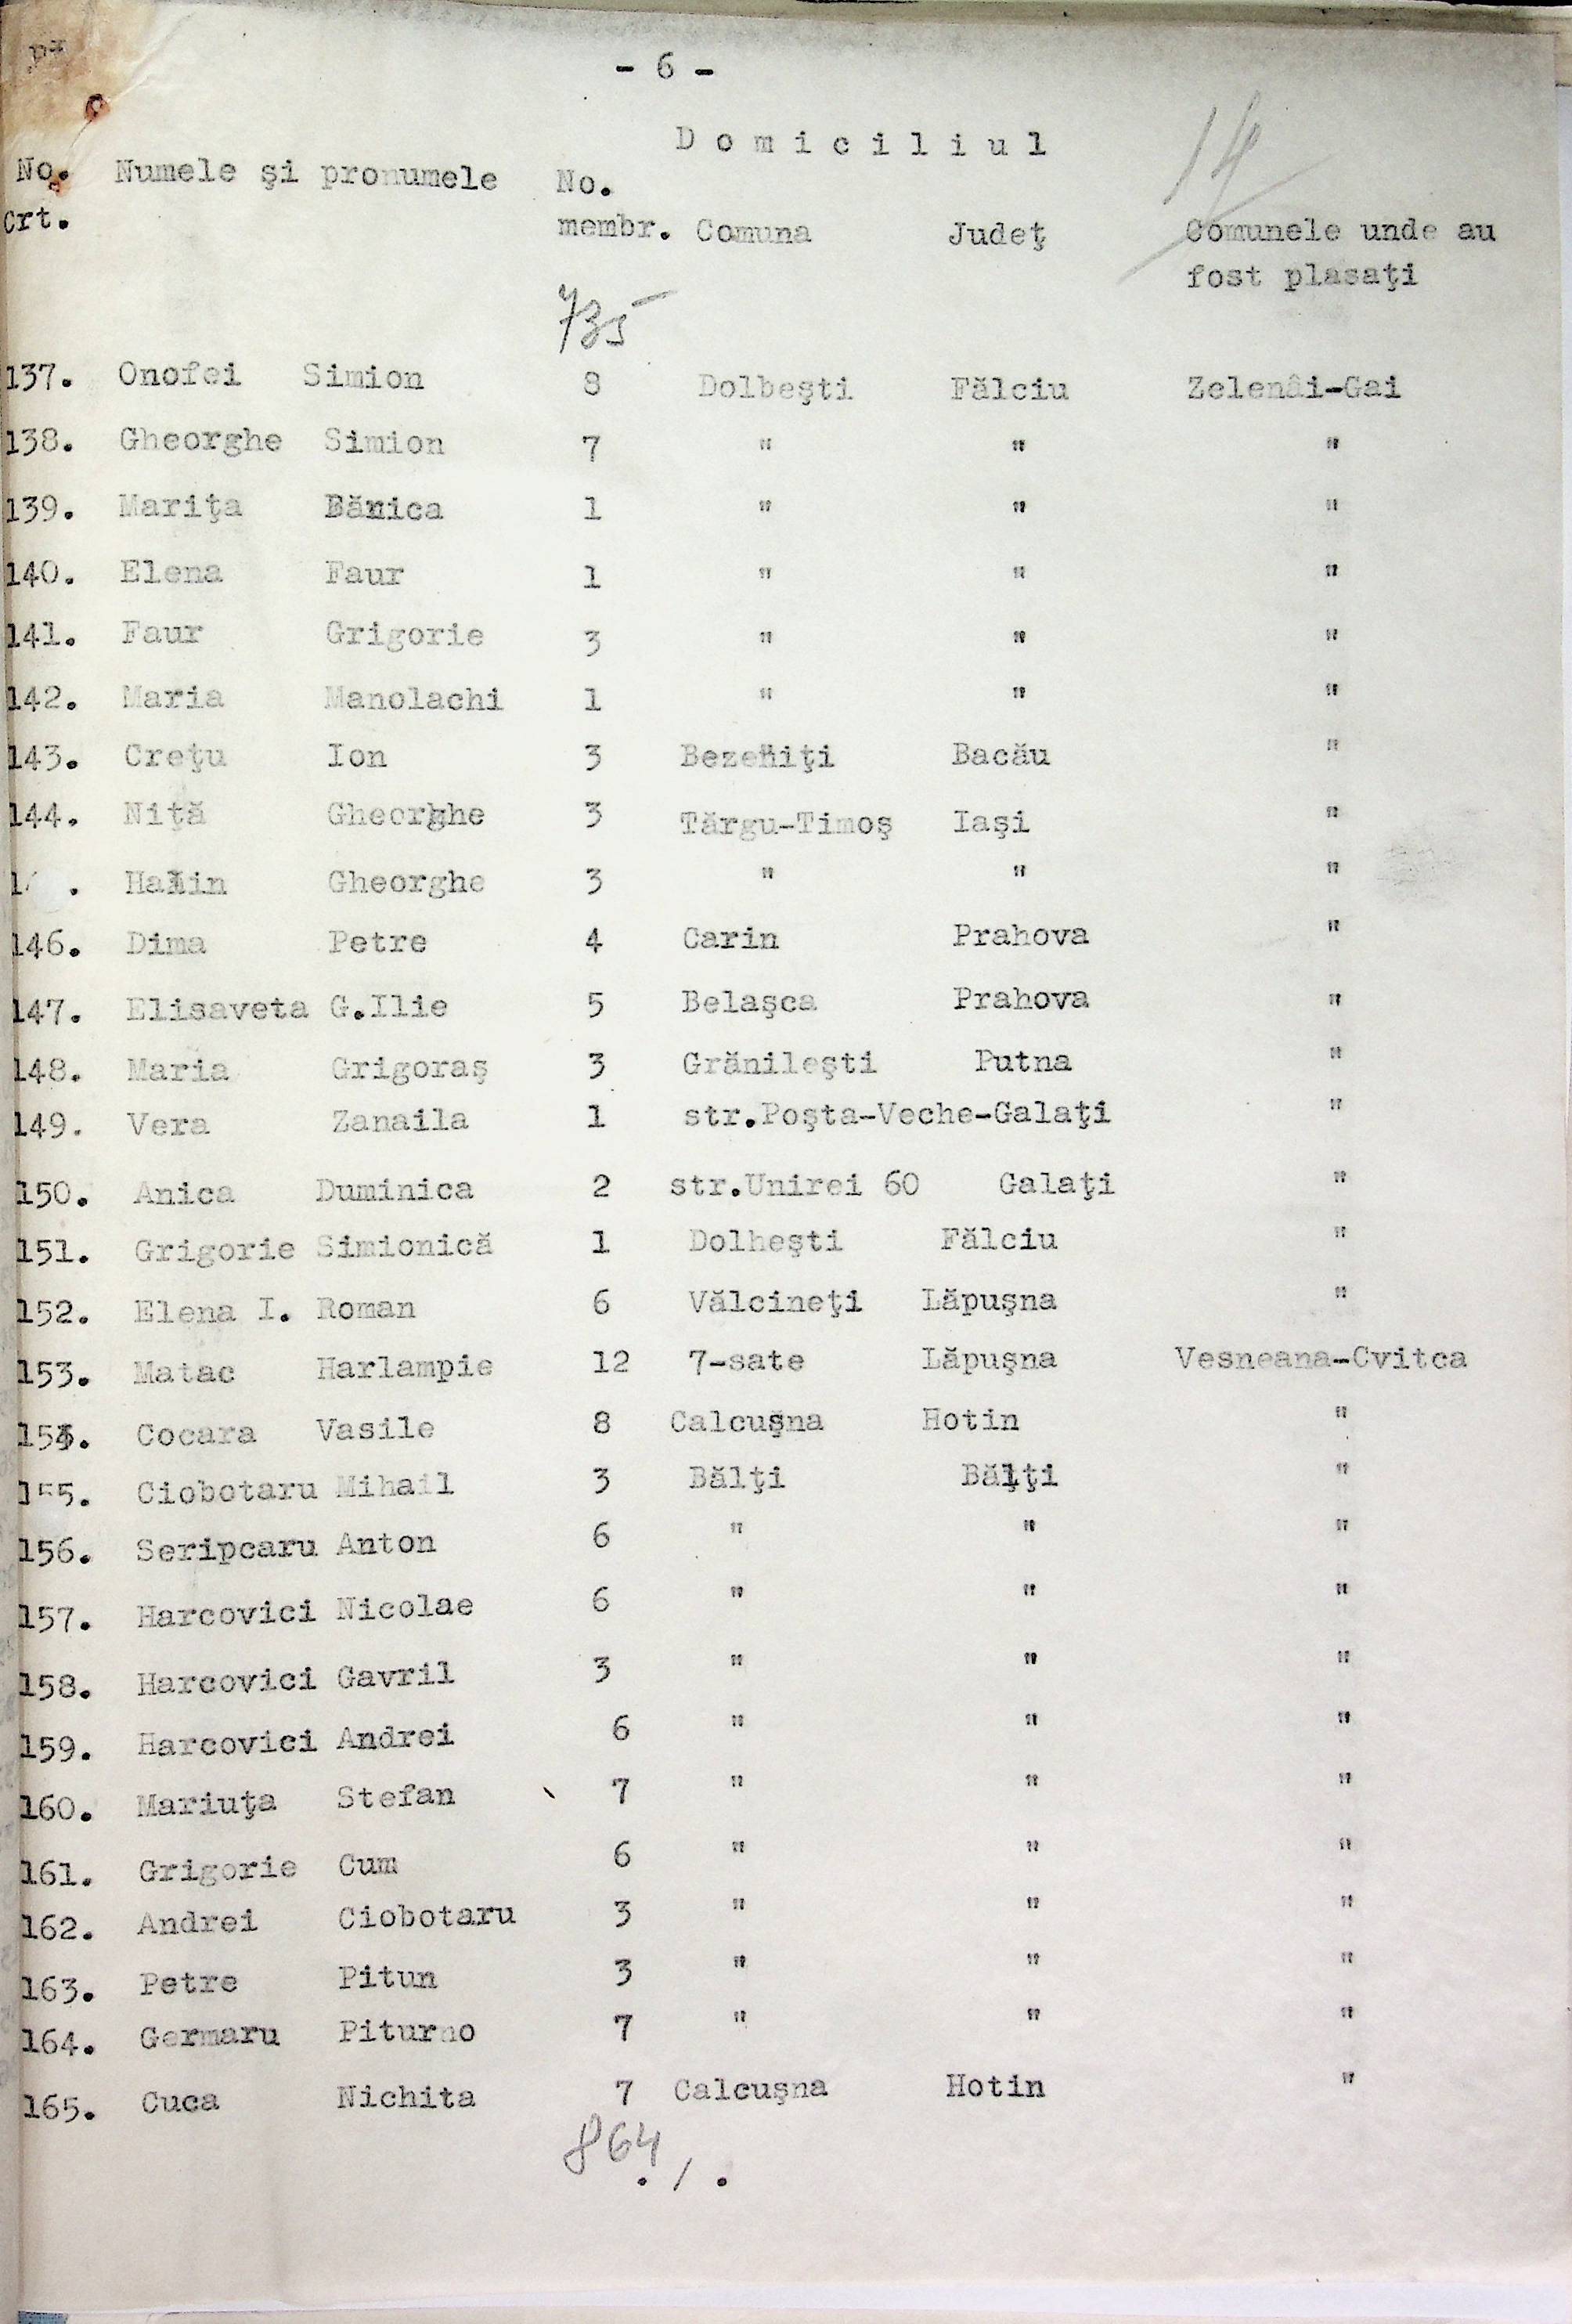 - 6 -
14
D o m i c i l i u l
No. Numele şi pronumele No.
Crt. membr. Comuna Judeţ Comunele unde au
fost plasaţi
735
137. Onofei Simion 8 Dolbeşti Fălciu Zelenâi-Gai
138. Gheorghe Simion 7 " " "
139. Mariţa Bănica 1 " " "
140. Elena Faur 1 " " "
141. Faur Grigorie 3 " " "
142. Maria Manolachi 1 " " "
143. Creţu Ion 3 Bezeniţi Bacău "
144. Niţă Gheorghe 3 Tărgu-Timoş Iaşi "
Gheorghe 3 " " "
146. Dima Petre 4 Carin Prahova "
147. Elisaveta G.Ilie 5 Belaşca Prahova "
148. Maria Grigoraş 3 Grănileşti Putna "
149. Vera Zanaila 1 str.Poşta-Veche-Galaţi "
150. Anica Duminica 2 str.Unirei 60 Galaţi "
151. Grigorie Simionică 1 Dolheşti Fălciu "
152. Elena I. Roman 6 Vălcineţi Lăpuşna "
153. Matac Harlampie 12 7-sate Lăpuşna Vesneana-Cvitca
154. Cocara Vasile 8 Calcuşna Hotin "
155. Ciobotaru Mihail 3 Bălţi Bălţi "
156. Seripcaru Anton 6 " " "
157. Harcovici Nicolae 6 " " "
158. Harcovici Gavril 3 " " "
159. Harcovici Andrei 6 " " "
160. Mariuţa Stefan 7 " " "
161. Grigorie Cum 6 " " "
162. Andrei Ciobotaru 3 " " "
163. Petre Pitun 3 " " "
164. Germaru Piturno 7 " " "
165. Cuca Nichita 7 Calcuşna Hotin "
864
./.